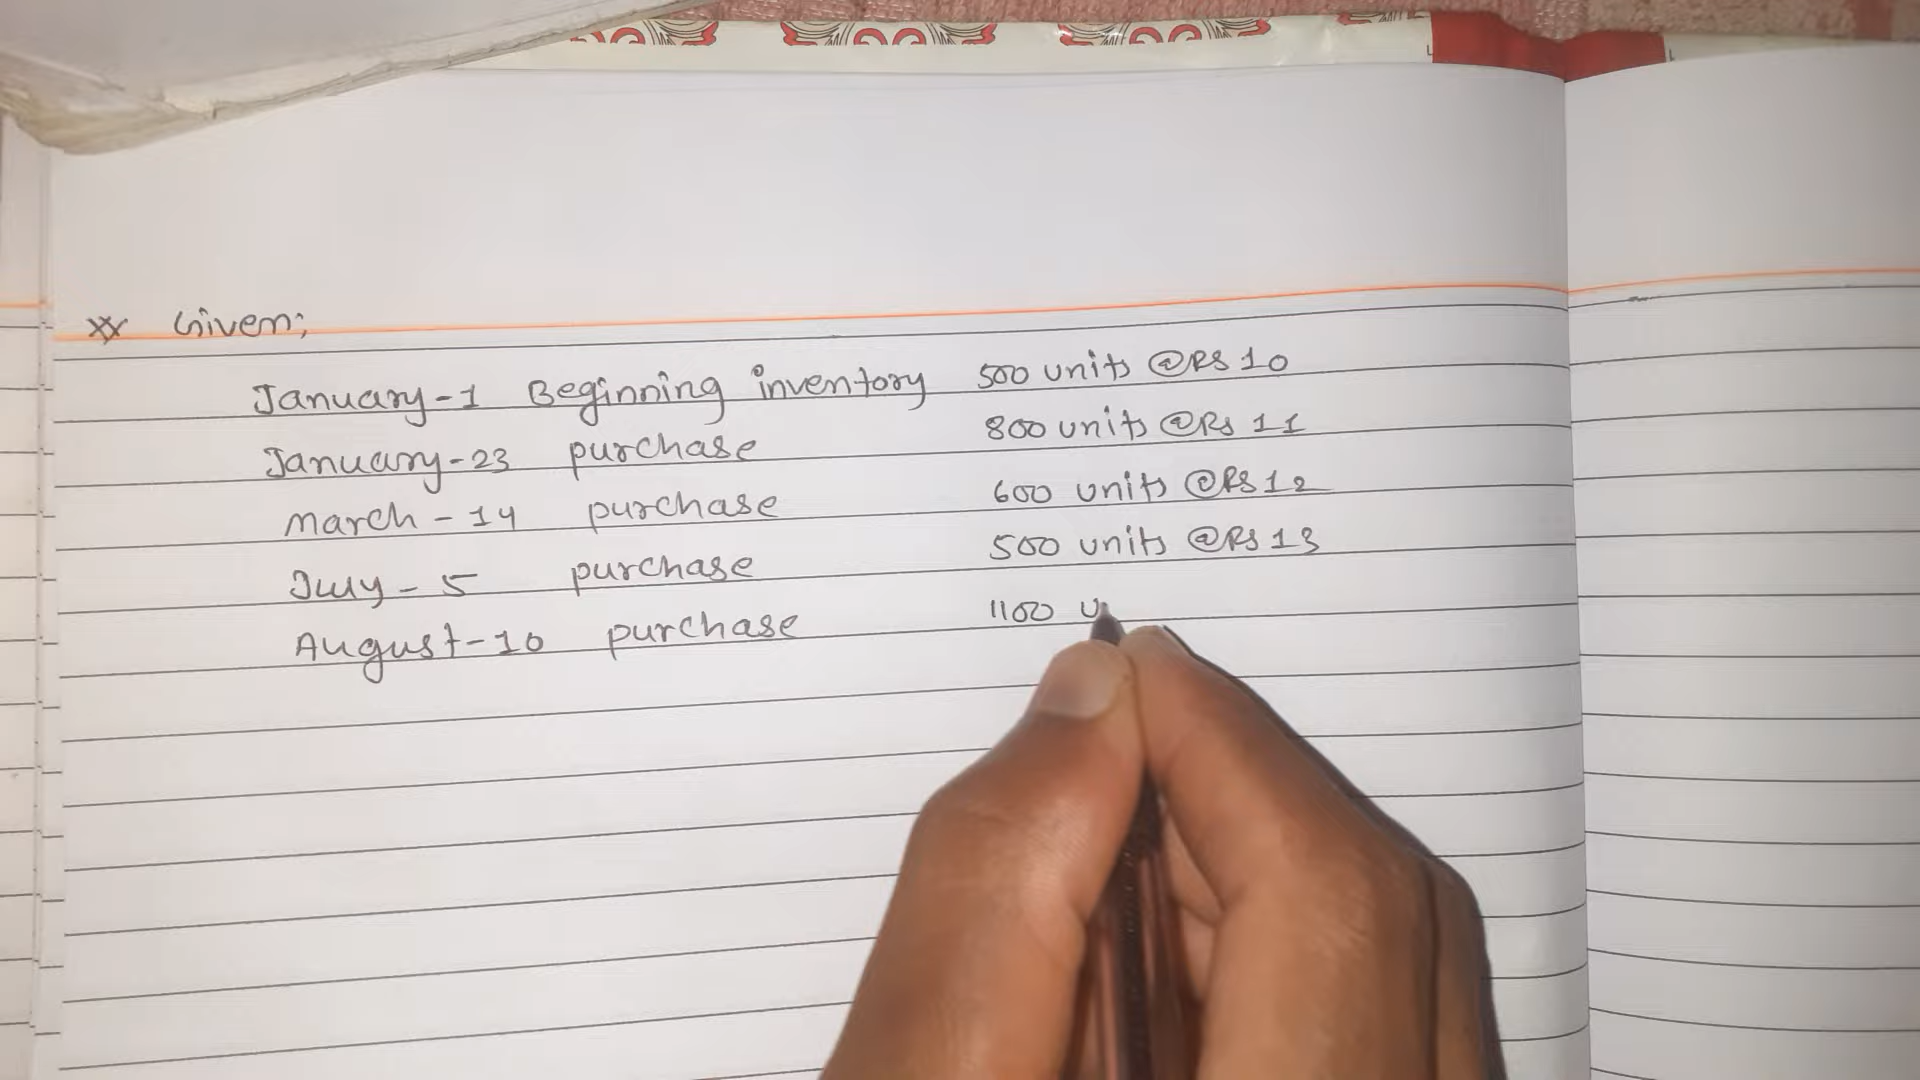 XX Given;
January-1 Beginning inventory 500 units @RS 10
January-23 purchase 800 units @Rs 11
March-14 purchase 600 units @RS 12
July-5 purchase 500 units @RS 13
August-10 purchase 1100 u